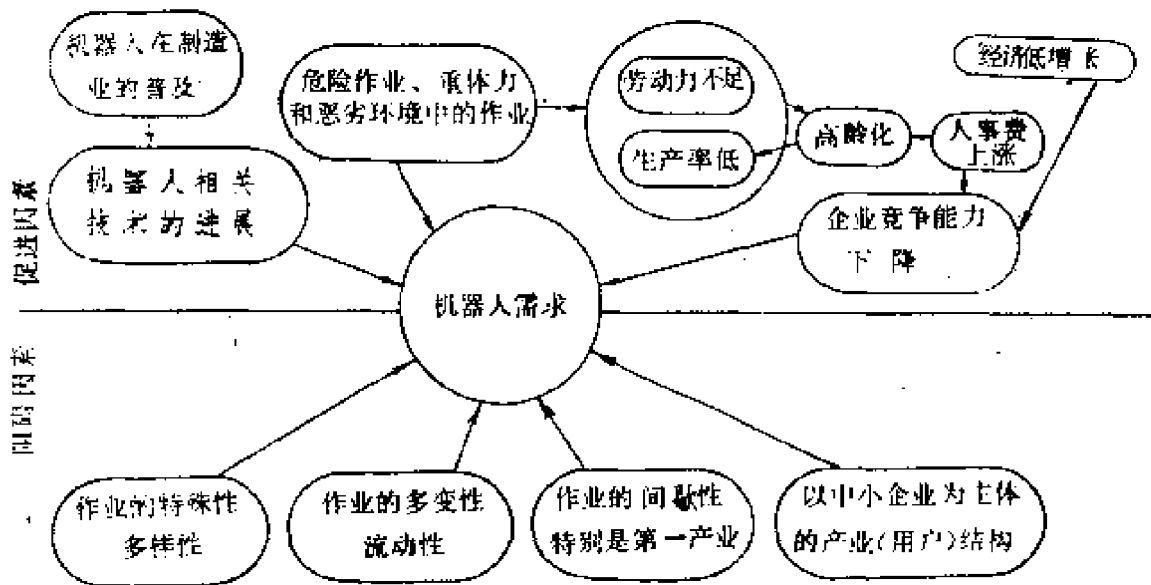 机器人在制造
业的普及
危险作业、重体力
和恶劣环境中的作业
劳动力不足
生产率低
高龄化
人事费
上涨
经济低增长
机器人相关
技术的进展
企业竞争能力
下降
促进因素
机器人需求
阻碍因素
作业的特殊性
多样性
作业的多变性
流动性
作业的间歇性
特别是第一产业
以中小企业为主体
的产业(用户)结构